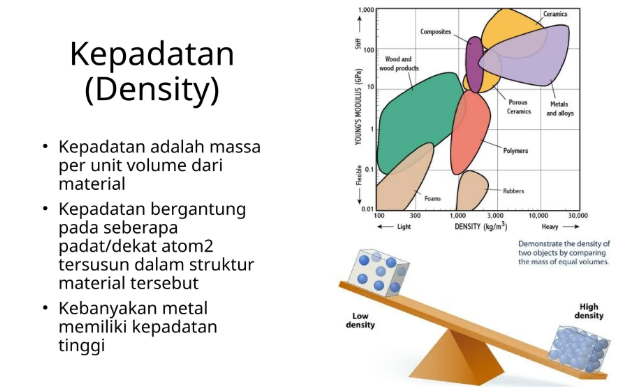 Kepadatan
(Density)
• Kepadatan adalah massa
per unit volume dari
material
• Kepadatan bergantung
pada seberapa
padat/dekat atom2
tersusun dalam struktur
material tersebut
• Kebanyakan metal
memiliki kepadatan
tinggi
YOUNG'S MODULUS (GPa)
Stiff
Flexible
1,000
100
10
1
0.1
0.01
Ceramics
Composites
Wood and
wood products
Porous
Ceramics
Metals
and alloys
Polymers
Foams
Rubbers
100 300 1,000 3,000 10,000 30,000
Light DENSITY (kg/m³) Heavy
Demonstrate the density of
two objects by comparing
the mass of equal volumes.
Low
density
High
density